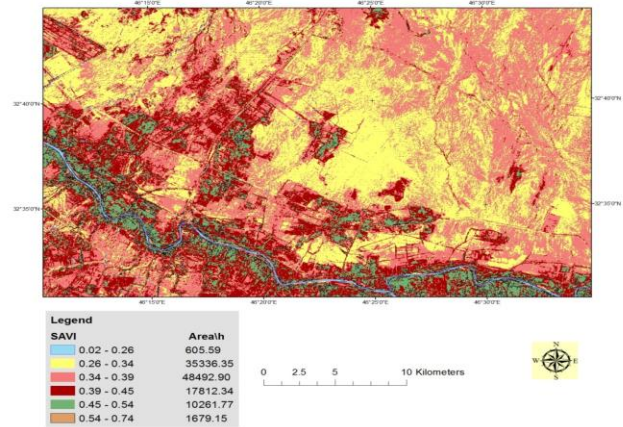 46°15'0"E 46°20'0"E 46°25'0"E 46°30'0"E
32°40'0"N 32°40'0"N
32°35'0"N 32°35'0"N
46°15'0"E 46°20'0"E 46°25'0"E 46°30'0"E
Legend
SAVI Area\h
0.02 - 0.26 605.59
0.26 - 0.34 35336.35
0.34 - 0.39 48492.90
0.39 - 0.45 17812.34
0.45 - 0.54 10261.77
0.54 - 0.74 1679.15
0 2.5 5 10 Kilometers
N
W E
S